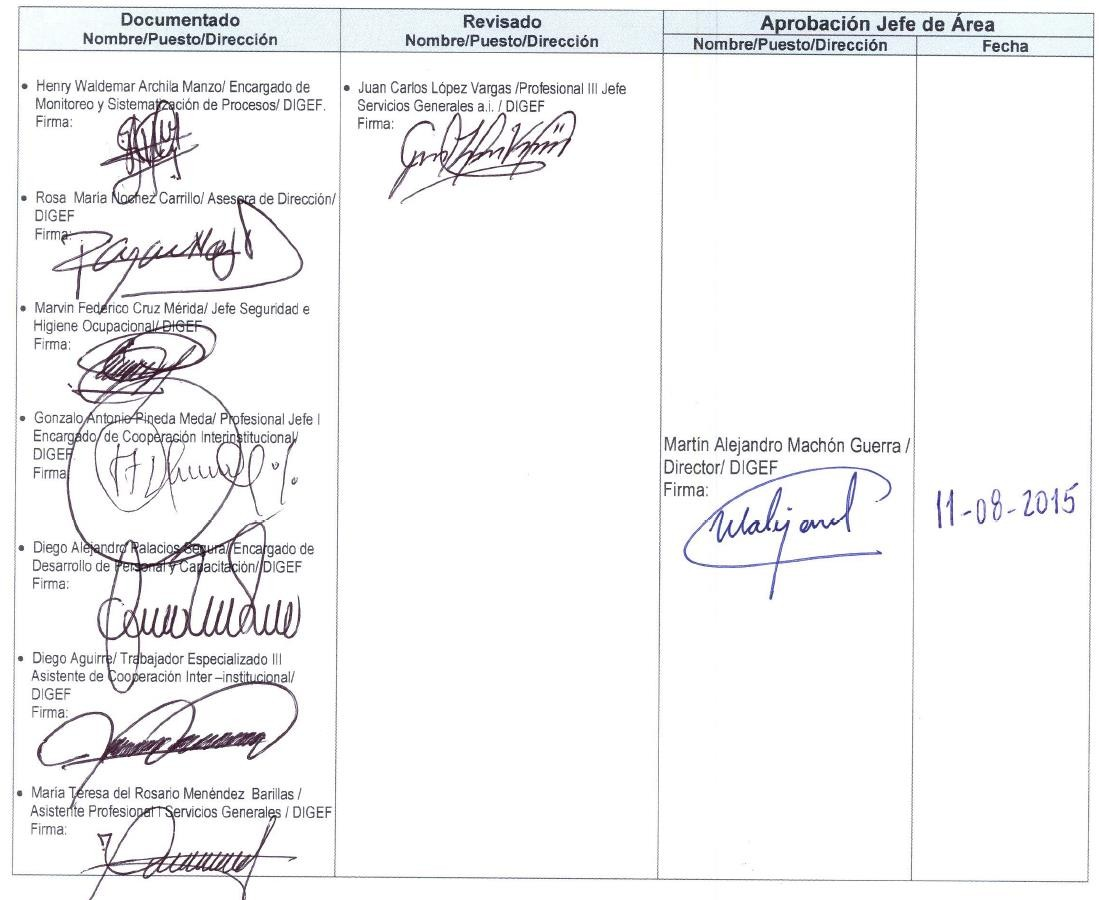 Documentado
Nombre/Puesto/Dirección
Revisado
Nombre/Puesto/Dirección
Aprobación Jefe de Área
Nombre/Puesto/Dirección
Fecha
• Henry Waldemar Archila Manzo/ Encargado de
Monitoreo y Sistematización de Procesos/ DIGEF.
Firma:
• Rosa María Nochez Carrillo/ Asesora de Dirección/
DIGEF
Firma:
• Marvin Federico Cruz Mérida/ Jefe Seguridad e
Higiene Ocupacional/ DIGEF
Firma:
• Gonzalo Antonio Pineda Meda/ Profesional Jefe I
Encargado de Cooperación Interinstitucional/
DIGEF
Firma:
• Diego Alejandro Palacios Segura/ Encargado de
Desarrollo de Personal y Capacitación/ DIGEF
Firma:
• Diego Aguirre/ Trabajador Especializado III
Asistente de Cooperación Inter –institucional/
DIGEF
Firma:
• María Teresa del Rosario Menéndez Barillas /
Asistente Profesional I Servicios Generales / DIGEF
Firma:
• Juan Carlos López Vargas /Profesional III Jefe
Servicios Generales a.i. / DIGEF
Firma:
Martín Alejandro Machón Guerra /
Director/ DIGEF
Firma:
11-08-2015